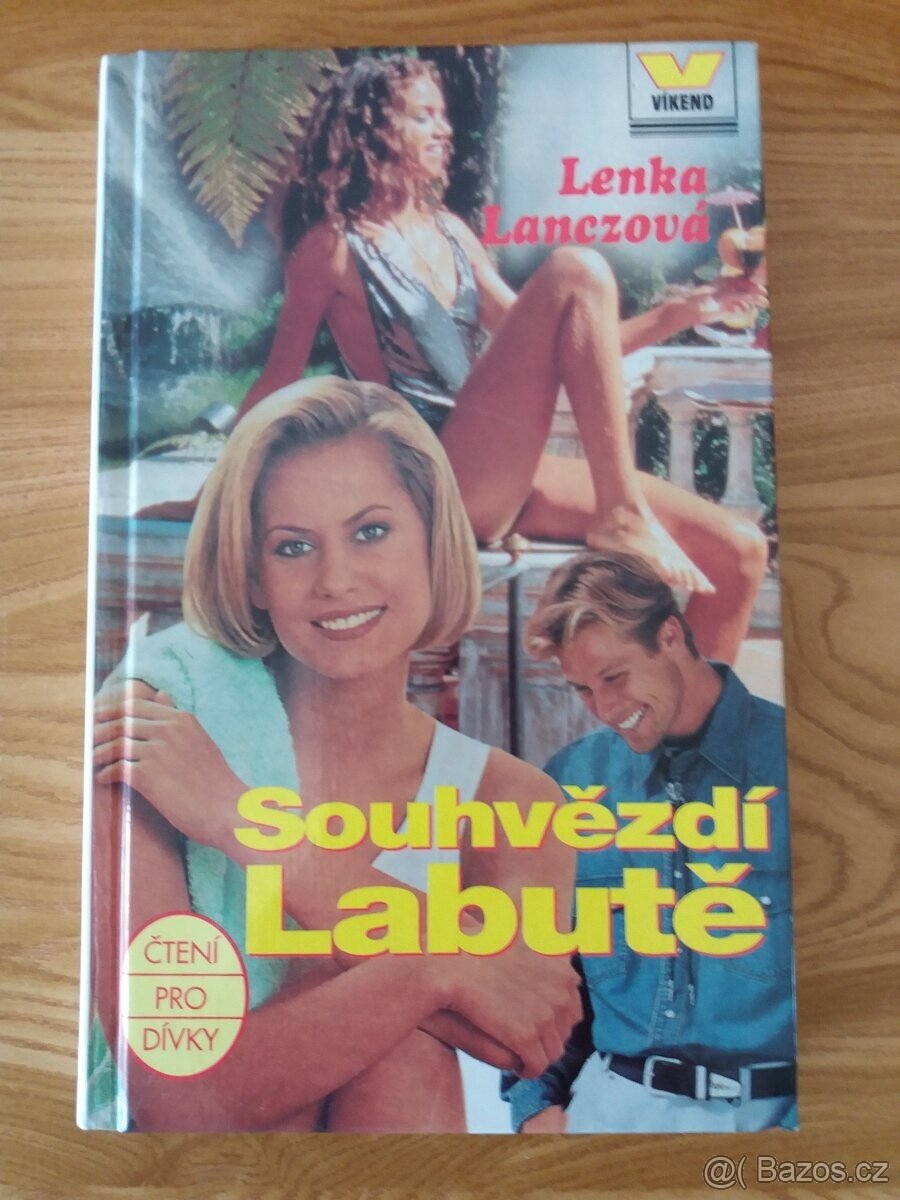 VÍKEND
Lenka
Lanczová
Souhvězdí
Labutě
ČTENÍ
PRO
DÍVKY
@( Bazos.cz